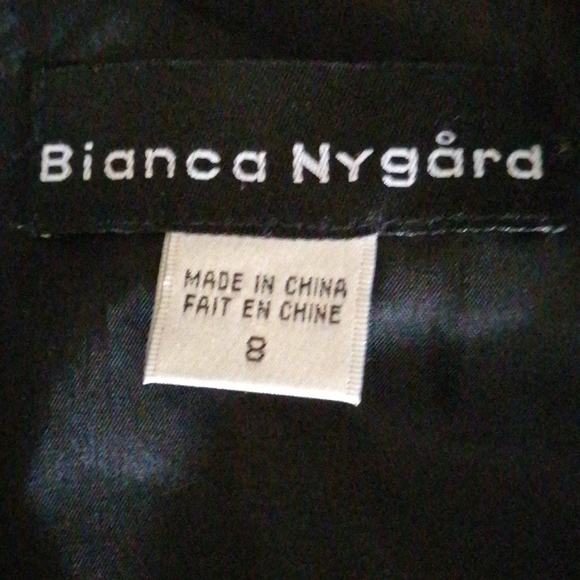 Bianca Nygård
MADE IN CHINA
FAIT EN CHINE
8